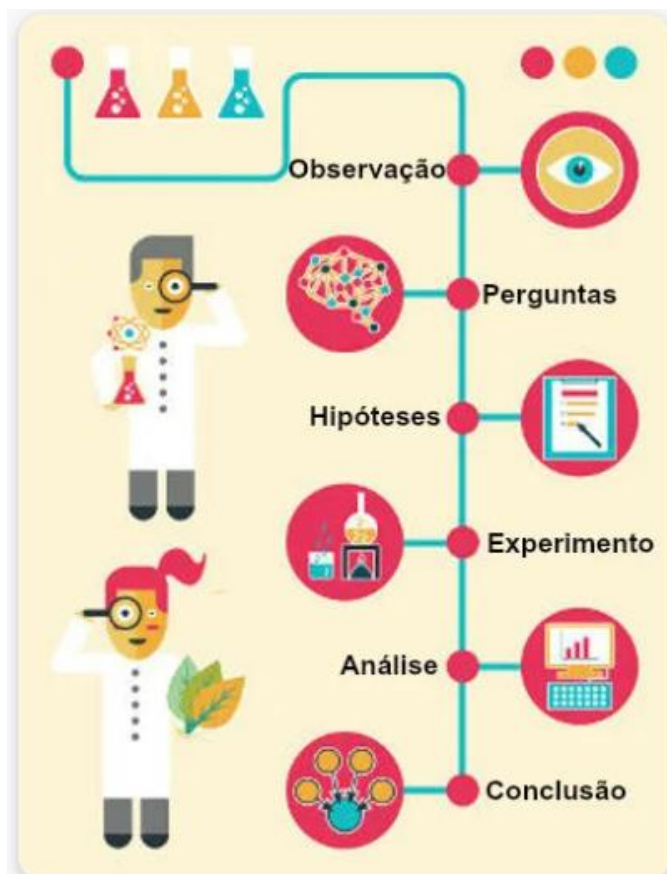 Observação
Perguntas
Hipóteses
Experimento
Análise
Conclusão